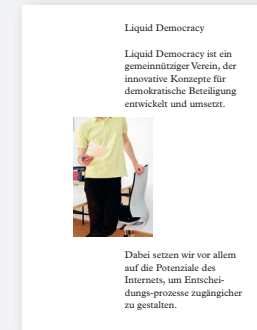 Liquid Democracy
Liquid Democracy ist ein
gemeinnütziger Verein, der
innovative Konzepte für
demokratische Beteiligung
entwickelt und umsetzt.
Dabei setzen wir vor allem
auf die Potenziale des
Internets, um Entschei-
dungs-prozesse zugängicher
zu gestalten.